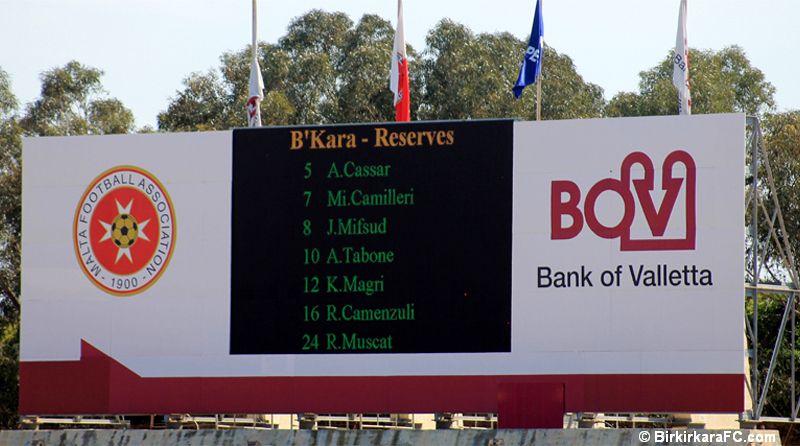 MALTA FOOTBALL ASSOCIATION
· 1900 ·
B'Kara - Reserves
5 A.Cassar
7 Mi.Camilleri
8 J.Mifsud
10 A.Tabone
12 K.Magri
16 R.Camenzuli
24 R.Muscat
BOV
Bank of Valletta
© BirkirkaraFC.com